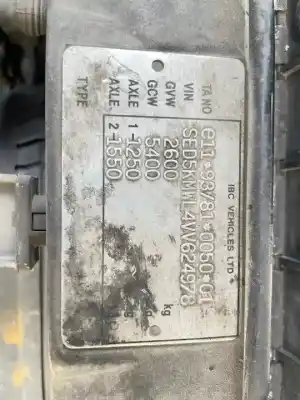 IBC VEHICLES LTD
TA NO e11*93/81*0050*01
VIN SED5KMWL4WV624978
GVW 2600 kg
GCW 5400
AXLE 1-1250
AXLE 2-1550
TYPE